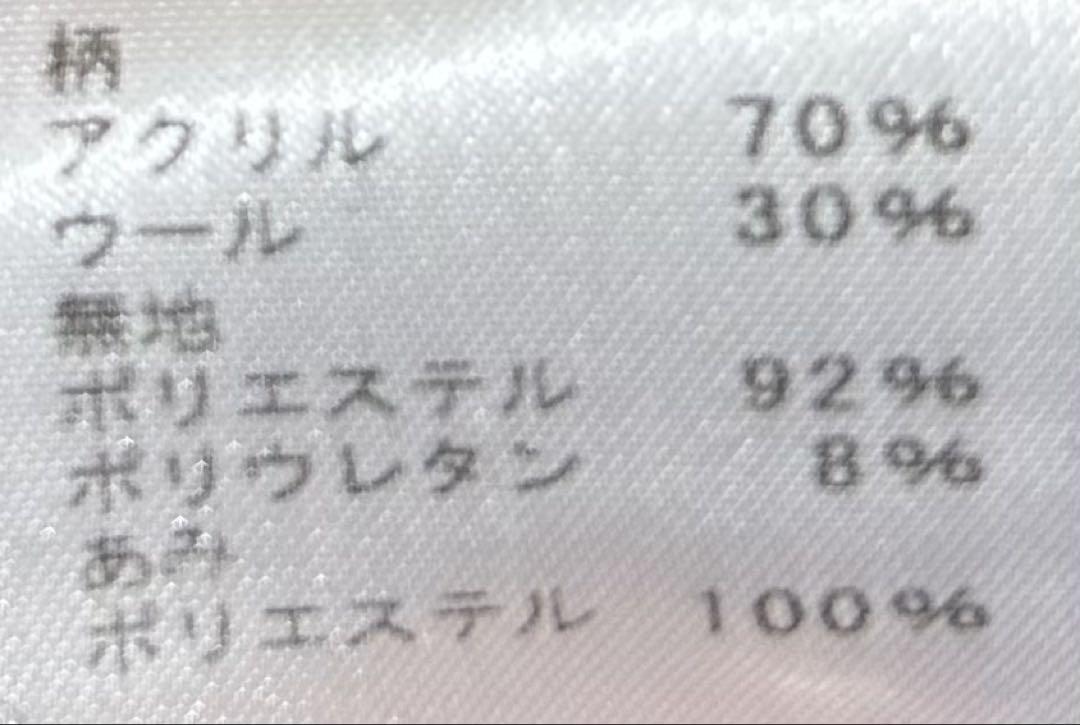 柄
アクリル 70%
ウール 30%
無地
ポリエステル 92%
ポリウレタン 8%
あみ
ポリエステル 100%